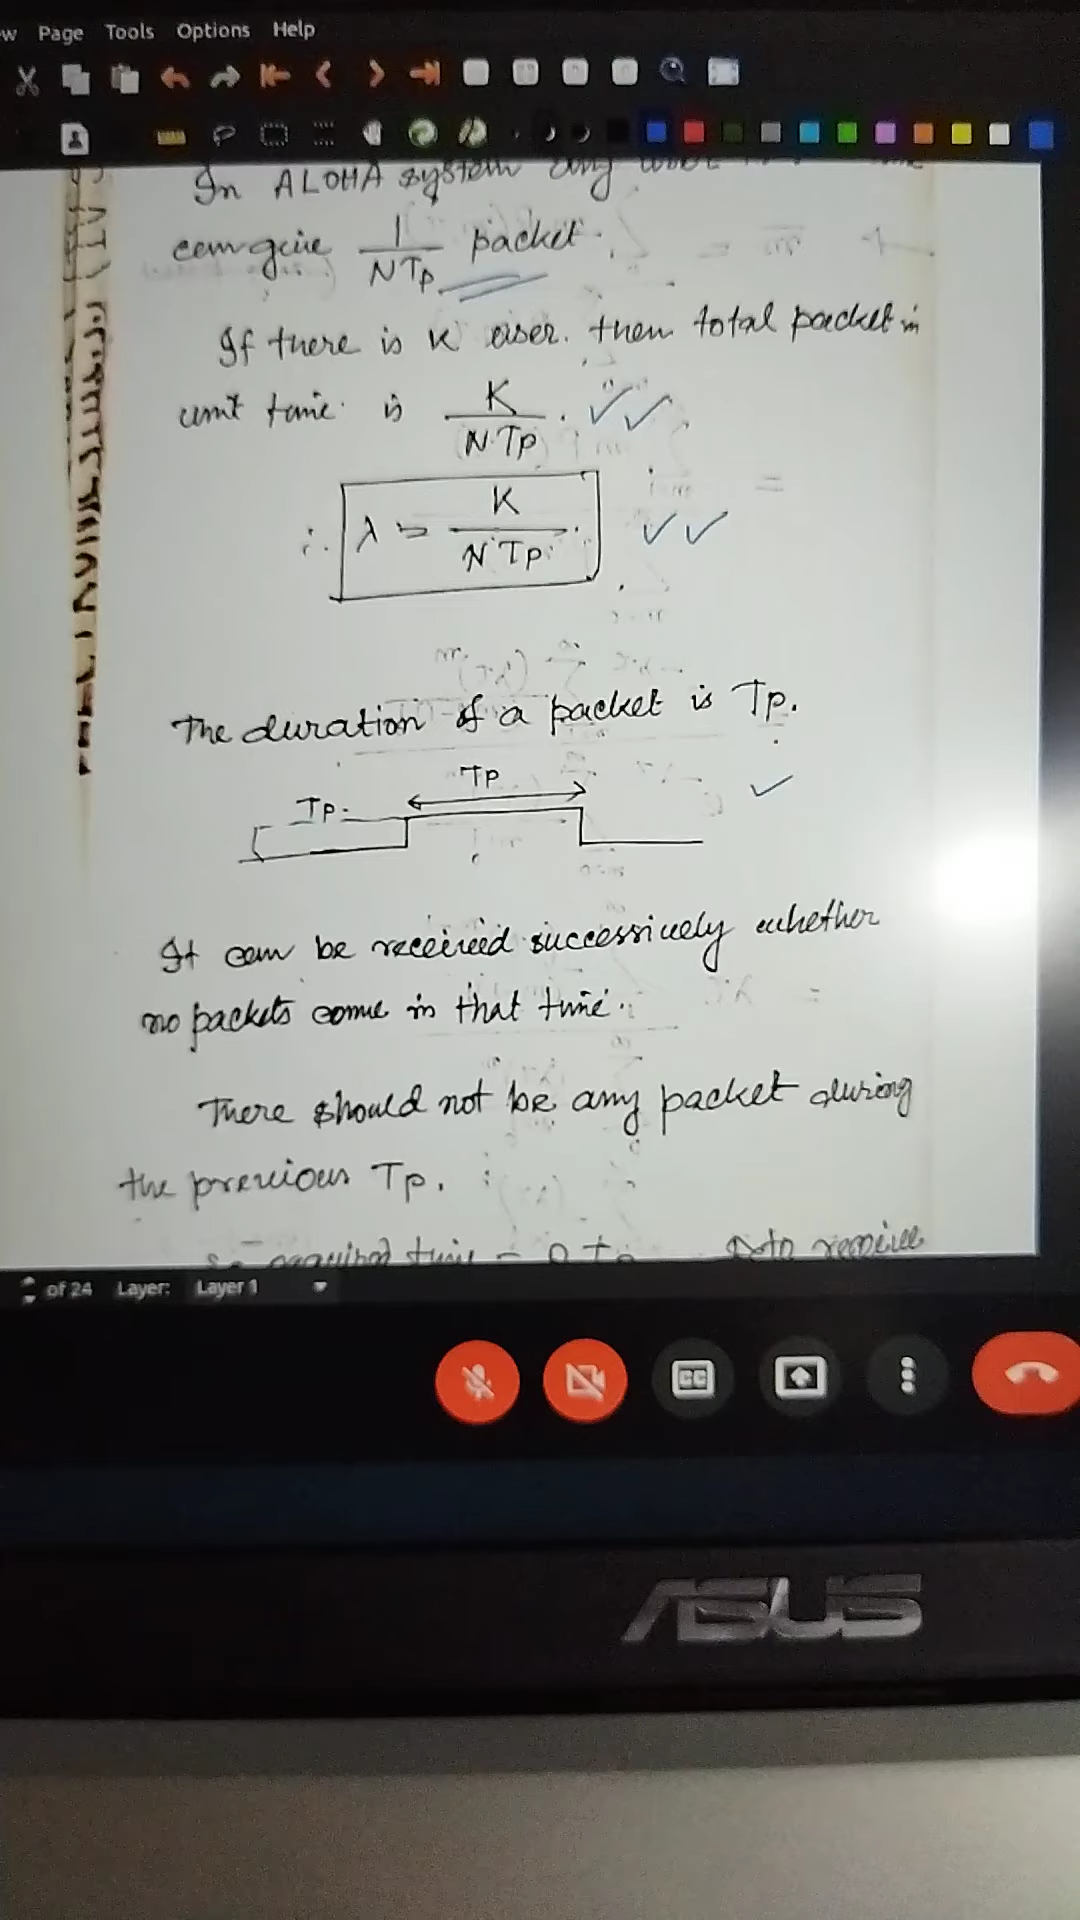 Page Tools Options Help
In ALOHA system any
can give 1/NTp packet.
If there is K user. then total packet in
unit time is K/N.Tp.
∴ λ = K/NTp.
The duration of a packet is Tp.
Tp
Tp.
It can be received successively whether
no packets come in that time.
There should not be any packet during
the previous Tp.
of 24 Layer: Layer 1
CC
ASUS